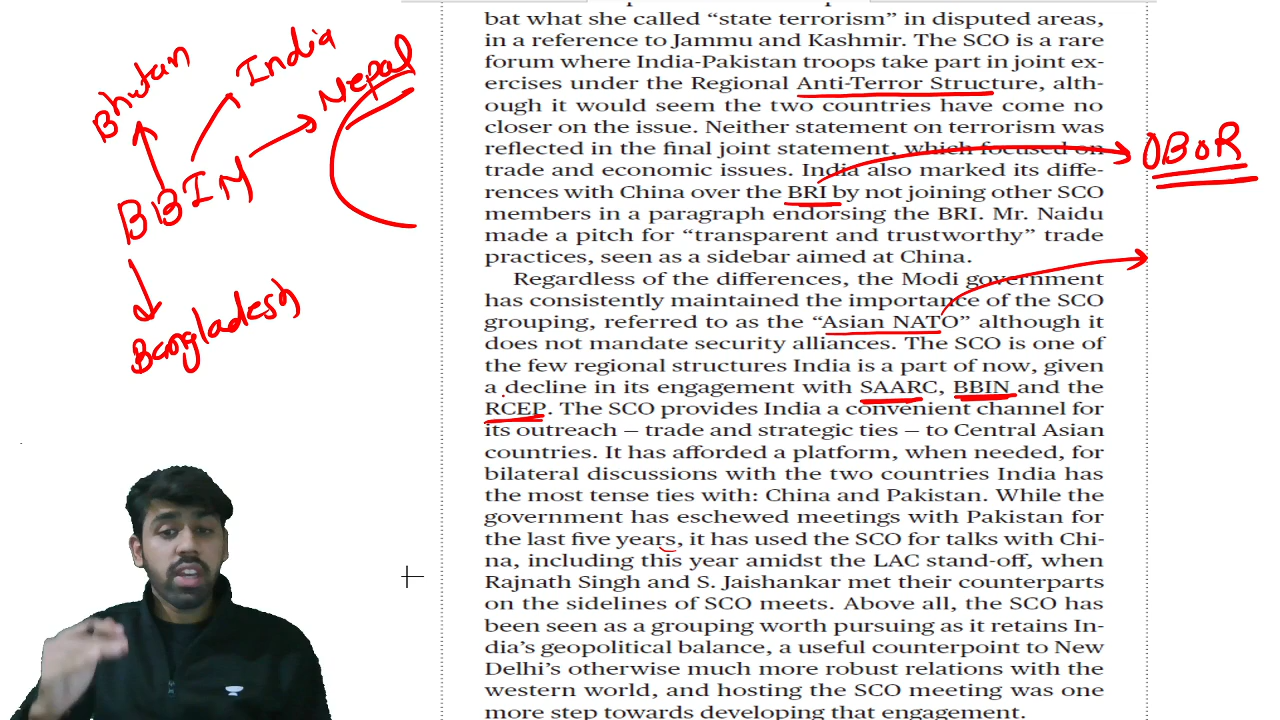 bat what she called “state terrorism” in disputed areas,
in a reference to Jammu and Kashmir. The SCO is a rare
forum where India-Pakistan troops take part in joint ex-
ercises under the Regional Anti-Terror Structure, alth-
ough it would seem the two countries have come no
closer on the issue. Neither statement on terrorism was
reflected in the final joint statement, which focused on
trade and economic issues. India also marked its diffe-
rences with China over the BRI by not joining other SCO
members in a paragraph endorsing the BRI. Mr. Naidu
made a pitch for “transparent and trustworthy” trade
practices, seen as a sidebar aimed at China.
Regardless of the differences, the Modi government
has consistently maintained the importance of the SCO
grouping, referred to as the “Asian NATO” although it
does not mandate security alliances. The SCO is one of
the few regional structures India is a part of now, given
a decline in its engagement with SAARC, BBIN and the
RCEP. The SCO provides India a convenient channel for
its outreach – trade and strategic ties – to Central Asian
countries. It has afforded a platform, when needed, for
bilateral discussions with the two countries India has
the most tense ties with: China and Pakistan. While the
government has eschewed meetings with Pakistan for
the last five years, it has used the SCO for talks with Chi-
na, including this year amidst the LAC stand-off, when
Rajnath Singh and S. Jaishankar met their counterparts
on the sidelines of SCO meets. Above all, the SCO has
been seen as a grouping worth pursuing as it retains In-
dia’s geopolitical balance, a useful counterpoint to New
Delhi’s otherwise much more robust relations with the
western world, and hosting the SCO meeting was one
more step towards developing that engagement.
Bhutan
India
Nepal
BBIN
Bangladesh
OBOR